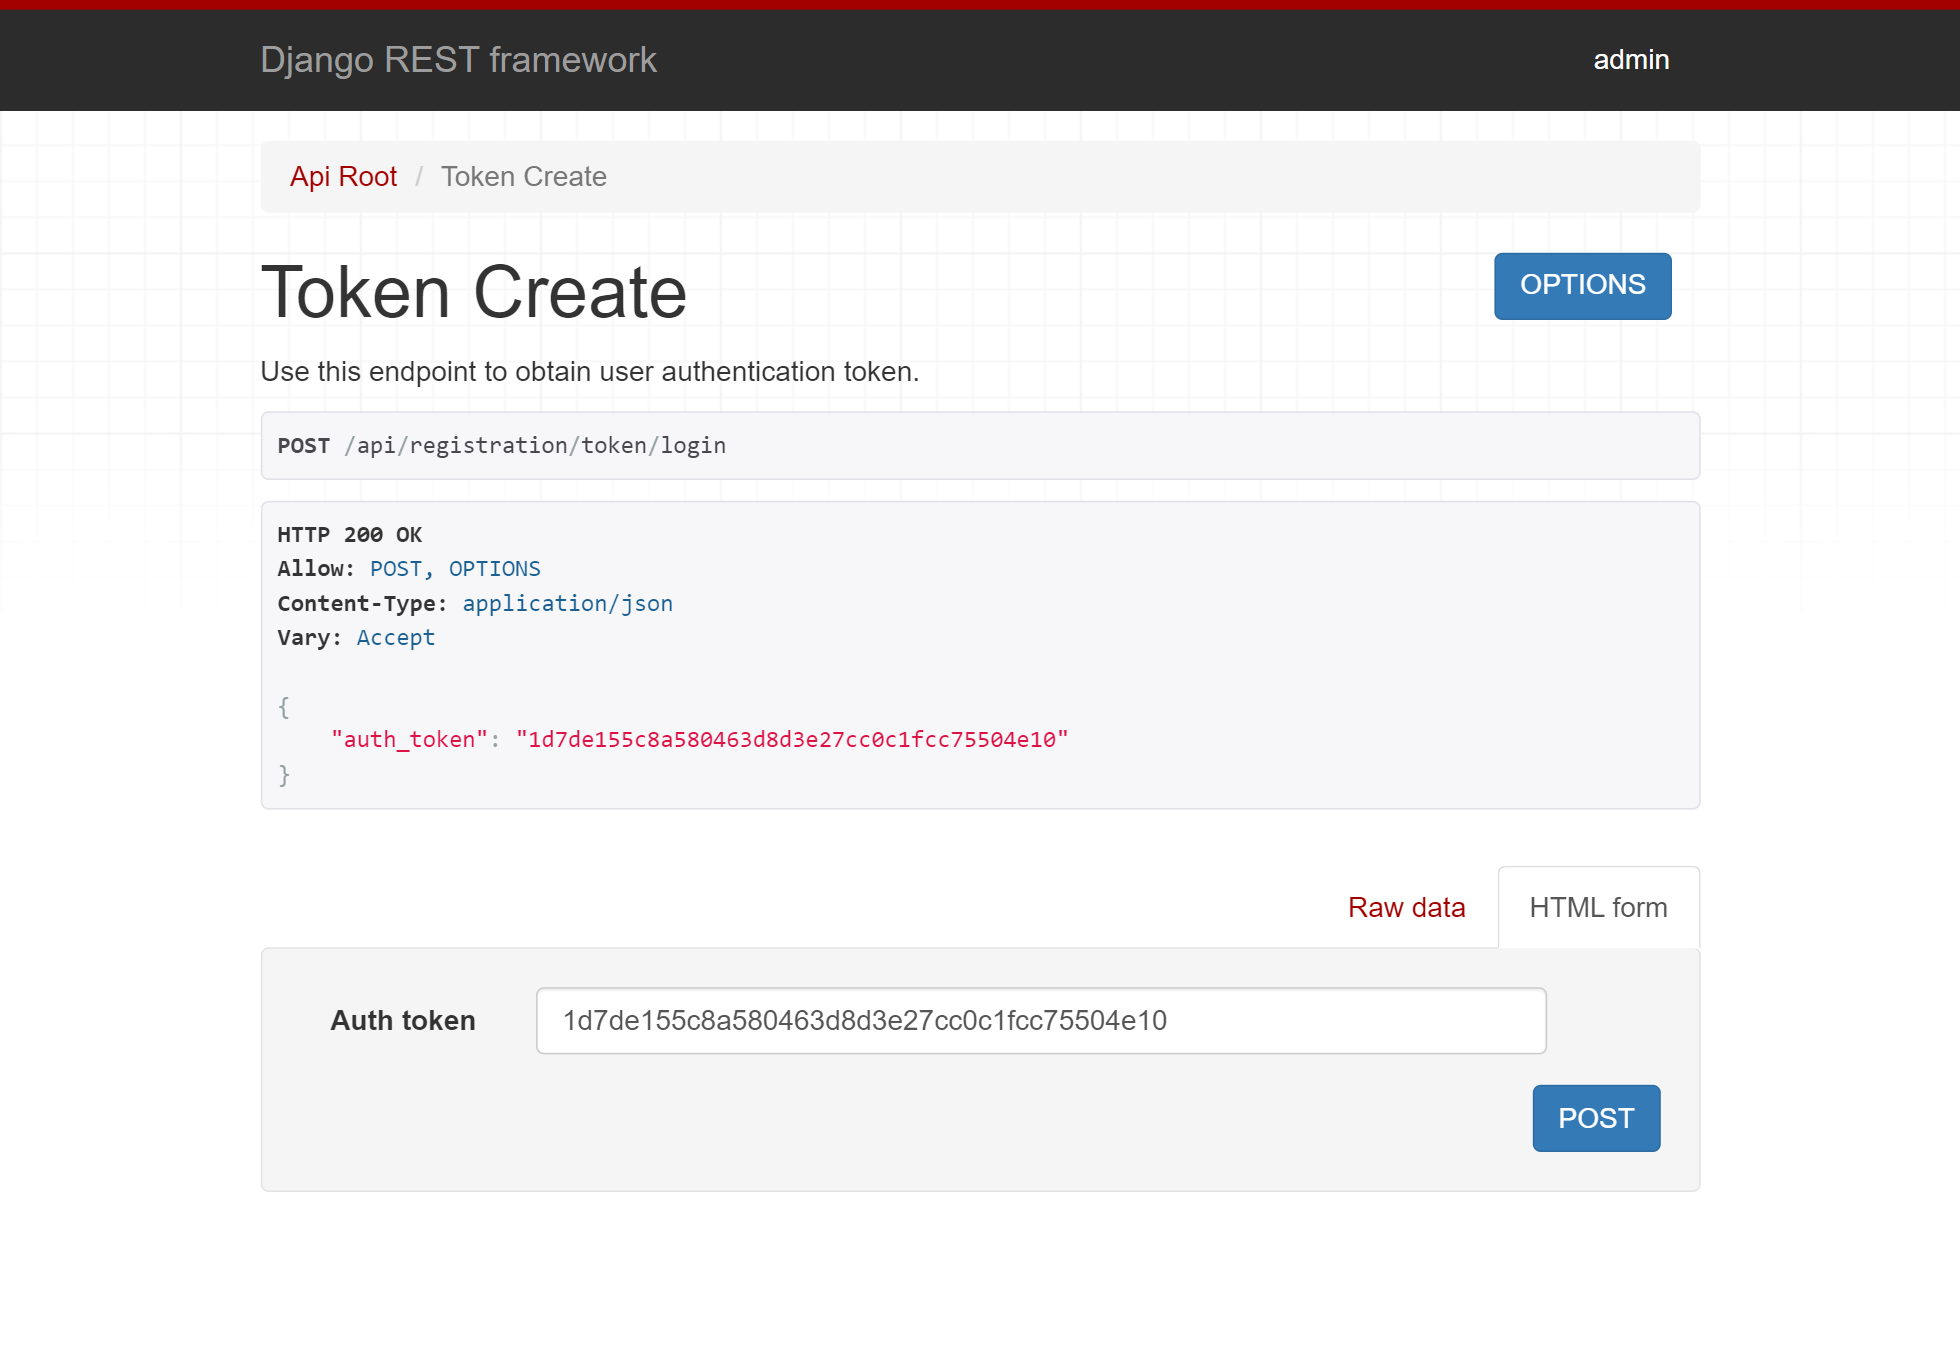 Django REST framework
admin
Api Root / Token Create
Token Create
OPTIONS
Use this endpoint to obtain user authentication token.
POST /api/registration/token/login
HTTP 200 OK
Allow: POST, OPTIONS
Content-Type: application/json
Vary: Accept
{
"auth_token": "1d7de155c8a580463d8d3e27cc0c1fcc75504e10"
}
Raw data
HTML form
Auth token
1d7de155c8a580463d8d3e27cc0c1fcc75504e10
POST